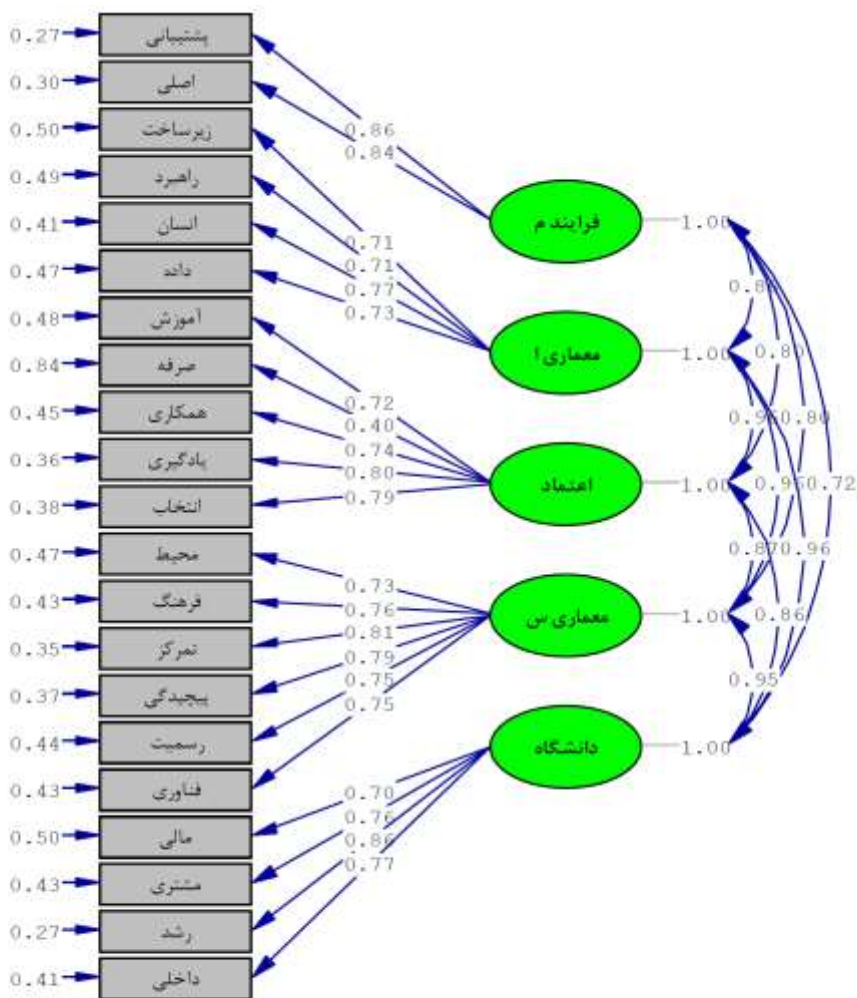 0.27 پشتیبانی
0.30 اصلی
0.50 زیرساخت
0.49 راهبرد
0.41 انسان
0.47 داده
0.48 آموزش
0.84 صرفه
0.45 همکاری
0.36 یادگیری
0.38 انتخاب
0.47 محیط
0.43 فرهنگ
0.35 تمرکز
0.37 پیچیدگی
0.44 رسمیت
0.43 فناوری
0.50 مالی
0.43 مشتری
0.27 رشد
0.41 داخلی
0.86
0.84
0.71
0.71
0.77
0.73
0.72
0.40
0.74
0.80
0.79
0.73
0.76
0.81
0.79
0.75
0.75
0.70
0.76
0.86
0.77
فرایند م
معماری ا
اعتماد
معماری س
دانشگاه
1.00
1.00
1.00
1.00
1.00
0.80
0.80
0.72
0.96
0.86
0.95